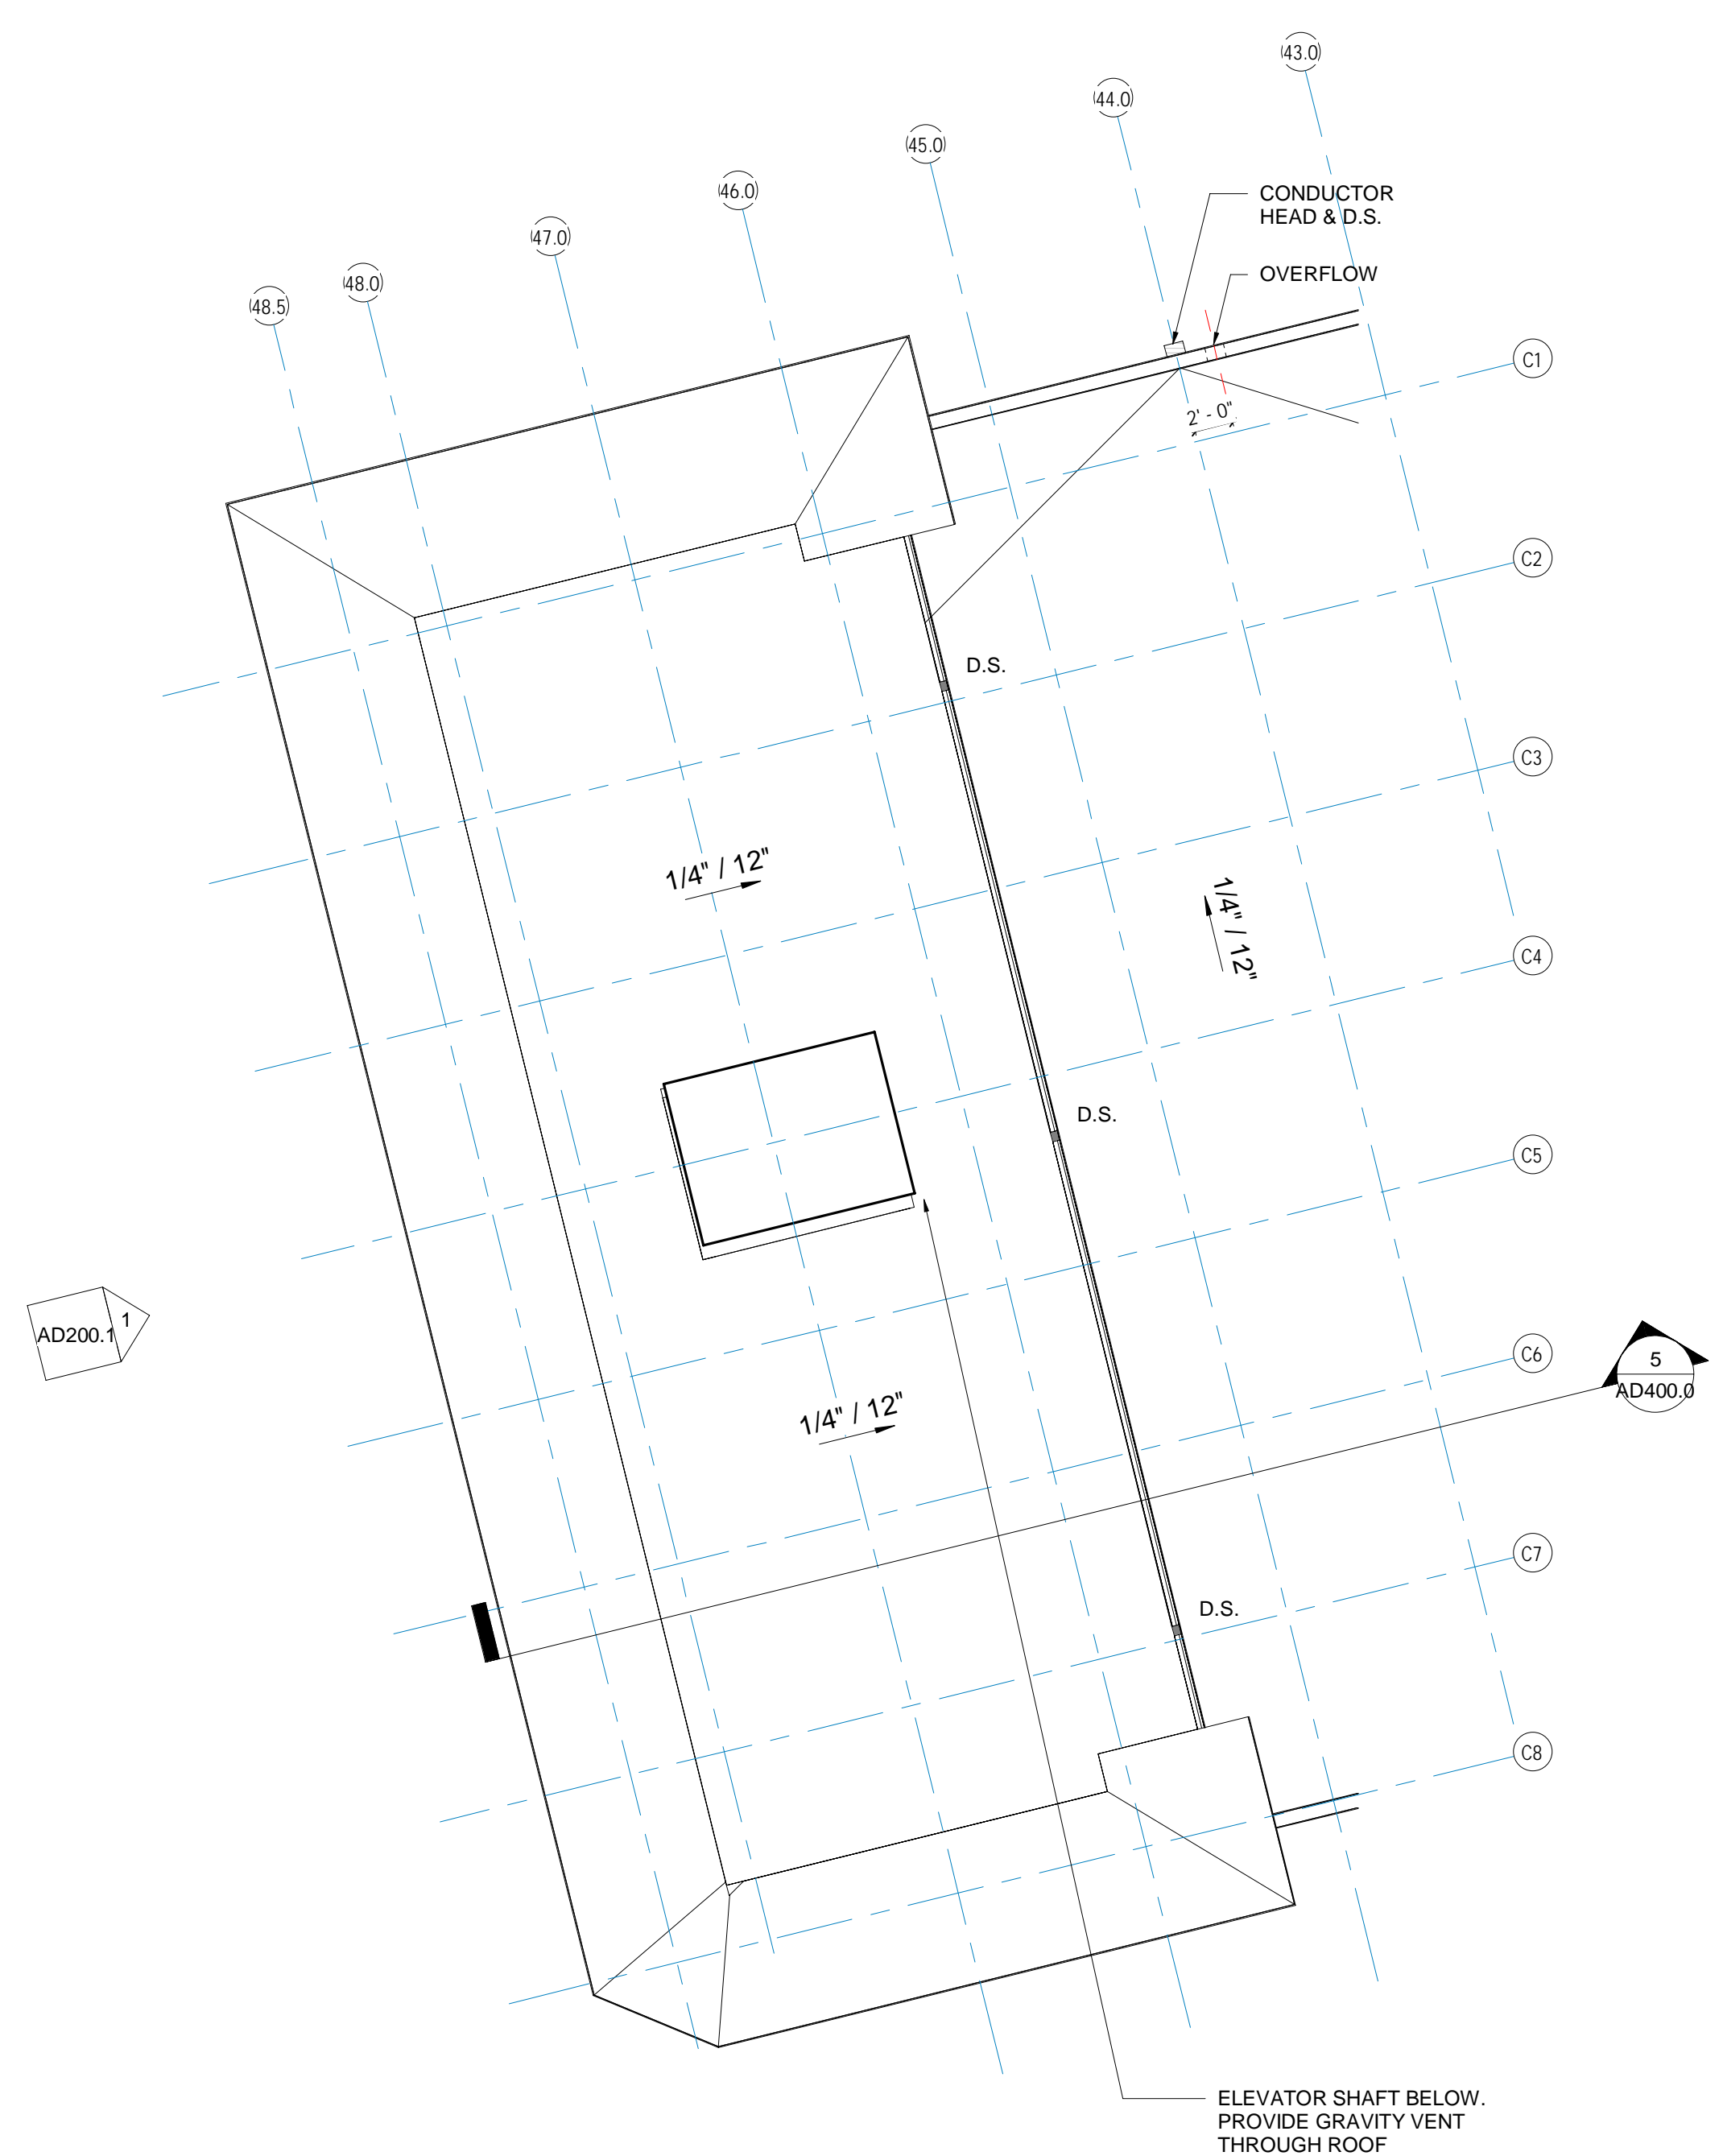 (43.0)
(44.0)
(45.0)
(46.0)
(47.0)
(48.0)
(48.5)
CONDUCTOR
HEAD & D.S.
OVERFLOW
C1
2' - 0"
C2
D.S.
C3
1/4" / 12"
1/4" / 12"
C4
D.S.
C5
AD200.1
1
C6
5
AD400.0
1/4" / 12"
C7
D.S.
C8
ELEVATOR SHAFT BELOW.
PROVIDE GRAVITY VENT
THROUGH ROOF